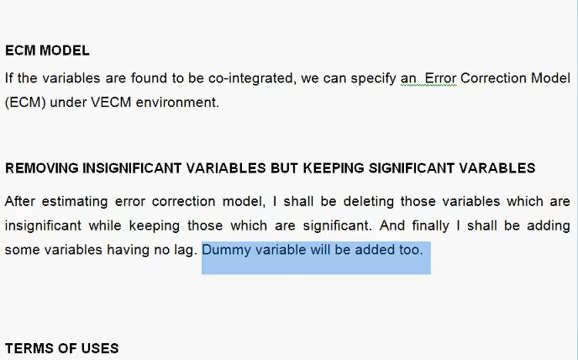 ECM MODEL
If the variables are found to be co-integrated, we can specify an Error Correction Model
(ECM) under VECM environment.
REMOVING INSIGNIFICANT VARIABLES BUT KEEPING SIGNIFICANT VARABLES
After estimating error correction model, I shall be deleting those variables which are
insignificant while keeping those which are significant. And finally I shall be adding
some variables having no lag. Dummy variable will be added too.
TERMS OF USES